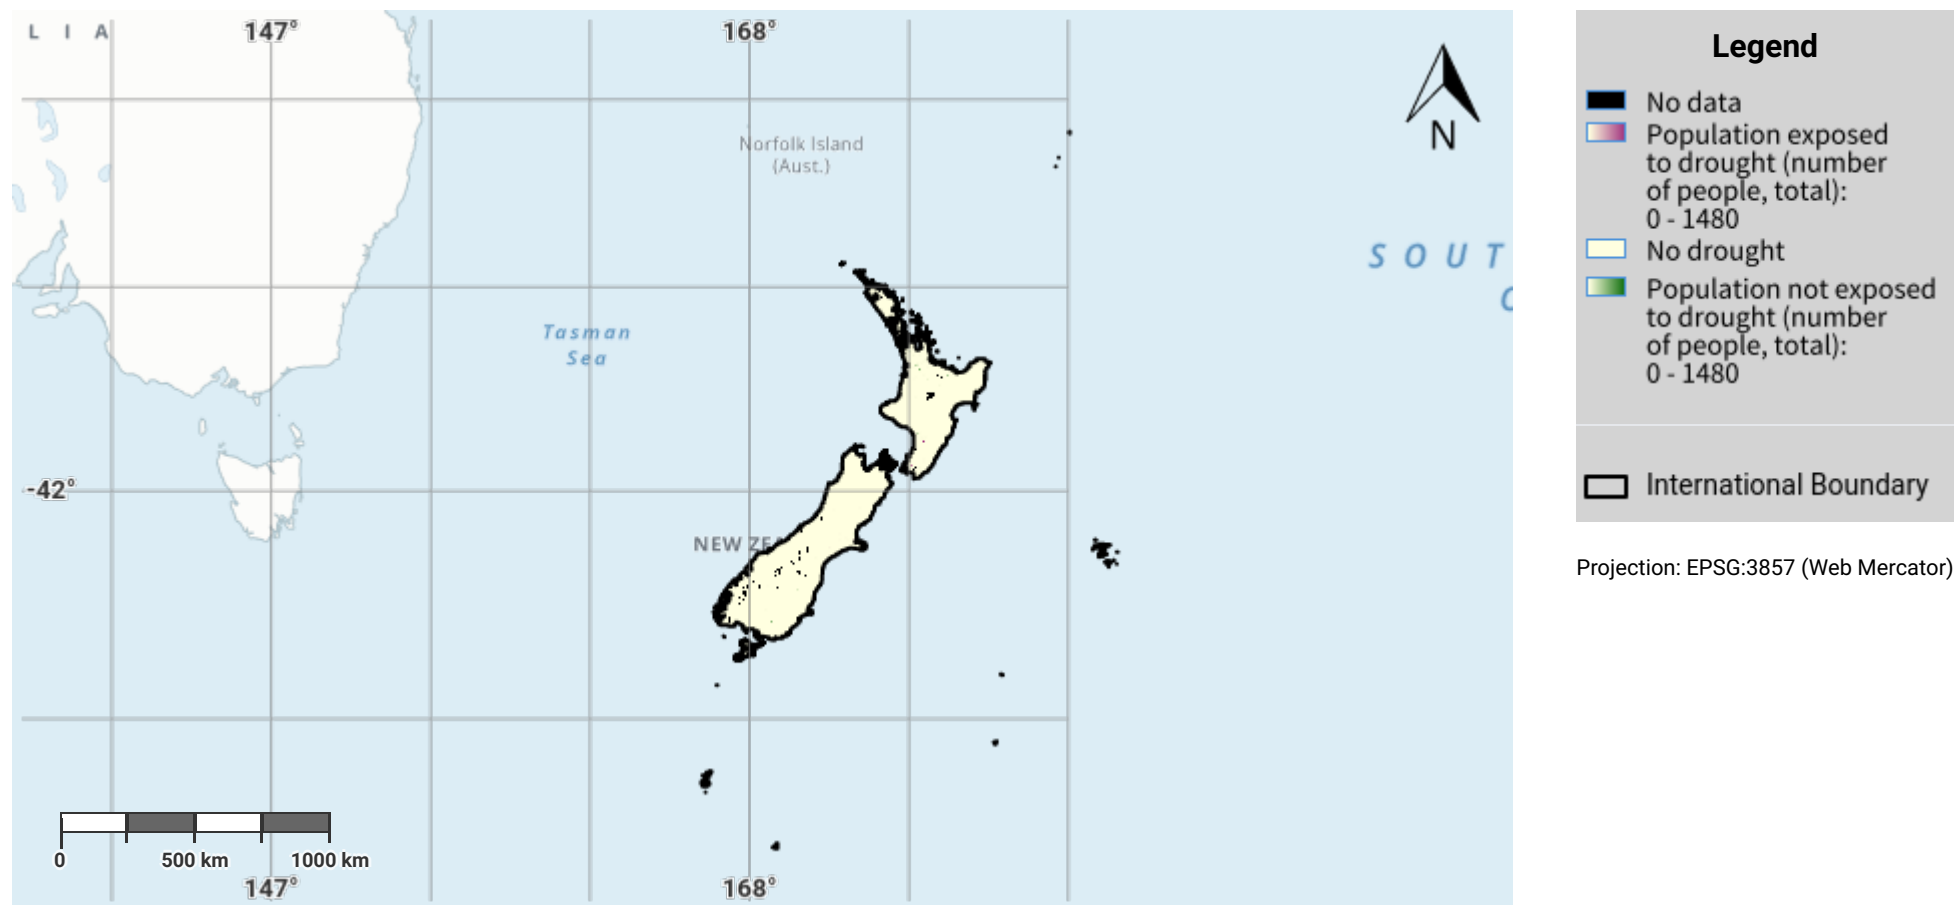 L I A
147°
168°
N
Norfolk Island
(Aust.)
SOUT
Tasman
Sea
-42°
NEW ZEA
0
500 km
1000 km
147°
168°
Legend
No data
Population exposed
to drought (number
of people, total):
0 - 1480
No drought
Population not exposed
to drought (number
of people, total):
0 - 1480
International Boundary
Projection: EPSG:3857 (Web Mercator)